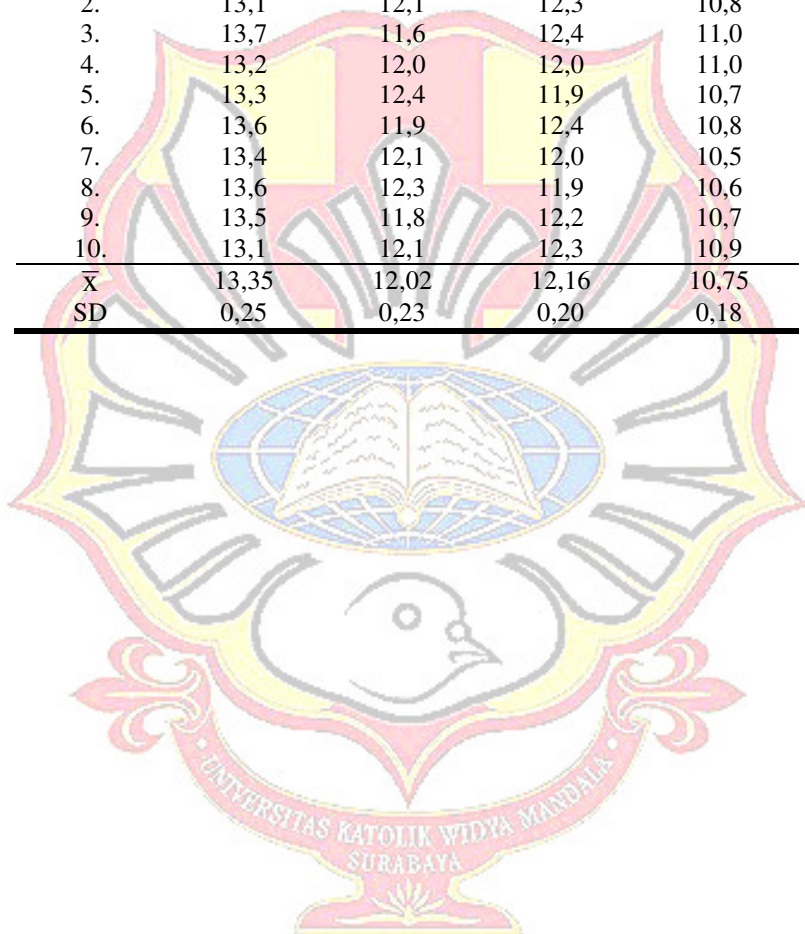 2. 13,1 12,1 12,3 10,8
3. 13,7 11,6 12,4 11,0
4. 13,2 12,0 12,0 11,0
5. 13,3 12,4 11,9 10,7
6. 13,6 11,9 12,4 10,8
7. 13,4 12,1 12,0 10,5
8. 13,6 12,3 11,9 10,6
9. 13,5 11,8 12,2 10,7
10. 13,1 12,1 12,3 10,9
x̅ 13,35 12,02 12,16 10,75
SD 0,25 0,23 0,20 0,18
UNIVERSITAS KATOLIK WIDYA MANDALA
SURABAYA